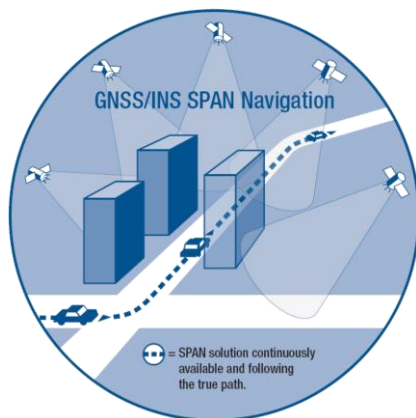 GNSS/INS SPAN Navigation
= SPAN solution continuously
available and following
the true path.